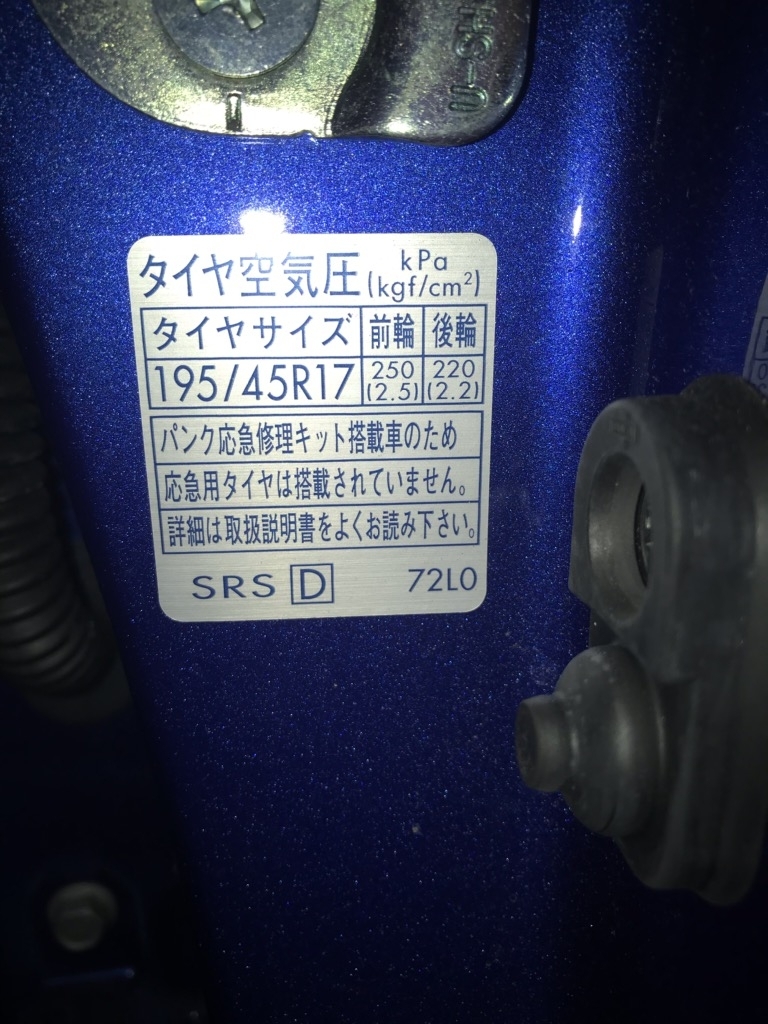 タイヤ空気圧 kPa (kgf/cm²)
タイヤサイズ 前輪 後輪
195/45R17 250 (2.5) 220 (2.2)
パンク応急修理キット搭載車のため
応急用タイヤは搭載されていません。
詳細は取扱説明書をよくお読み下さい。
SRS D 72L0